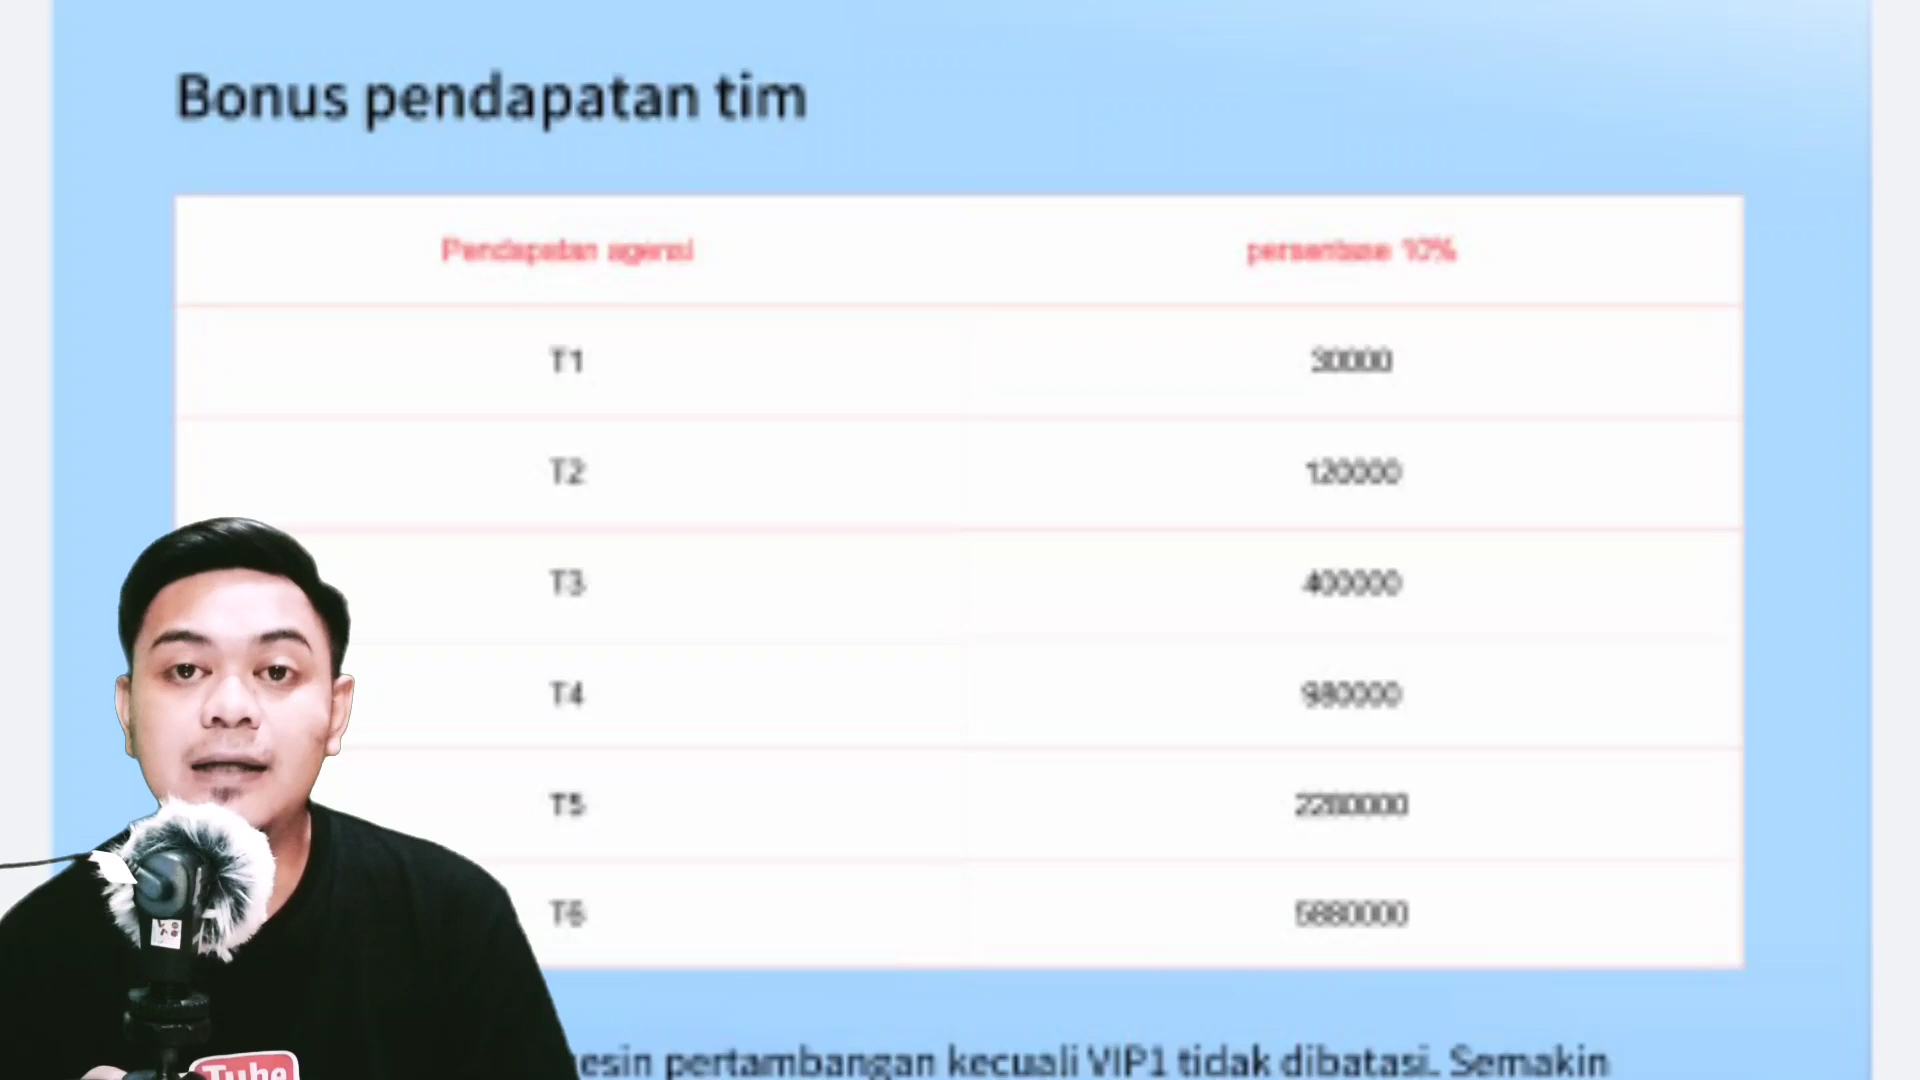 Bonus pendapatan tim
Pendapatan agensi persentase 10%
T1 30000
T2 120000
T3 400000
T4 980000
T5 2280000
T6 5880000
esin pertambangan kecuali VIP1 tidak dibatasi. Semakin
Tube